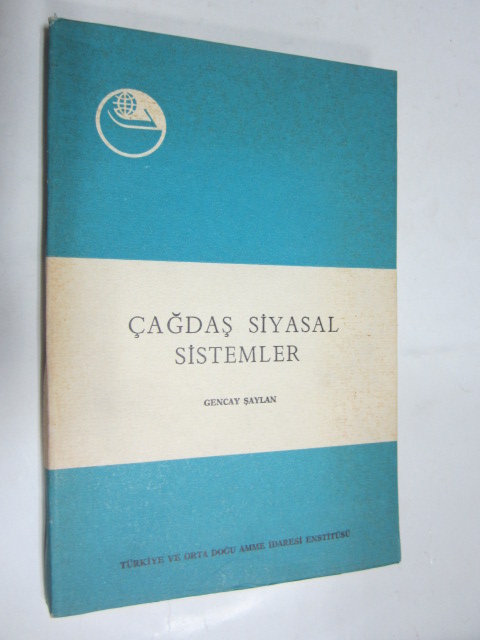 ÇAĞDAŞ SİYASAL
SİSTEMLER
GENCAY ŞAYLAN
TÜRKİYE VE ORTA DOĞU AMME İDARESİ ENSTİTÜSÜ